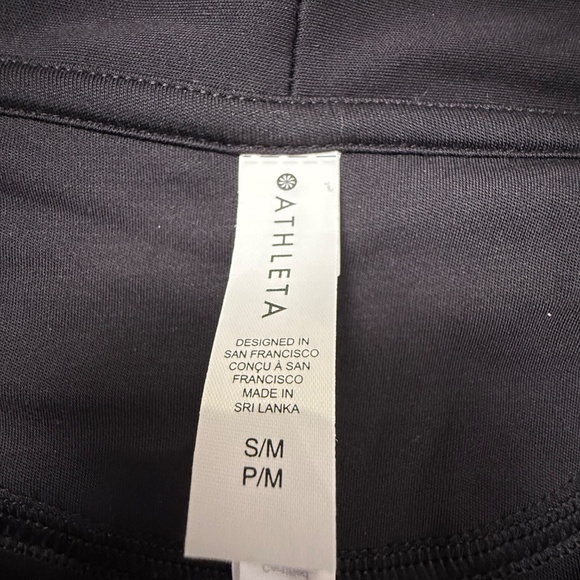 ATHLETA
DESIGNED IN
SAN FRANCISCO
CONÇU À SAN
FRANCISCO
MADE IN
SRI LANKA
S/M
P/M